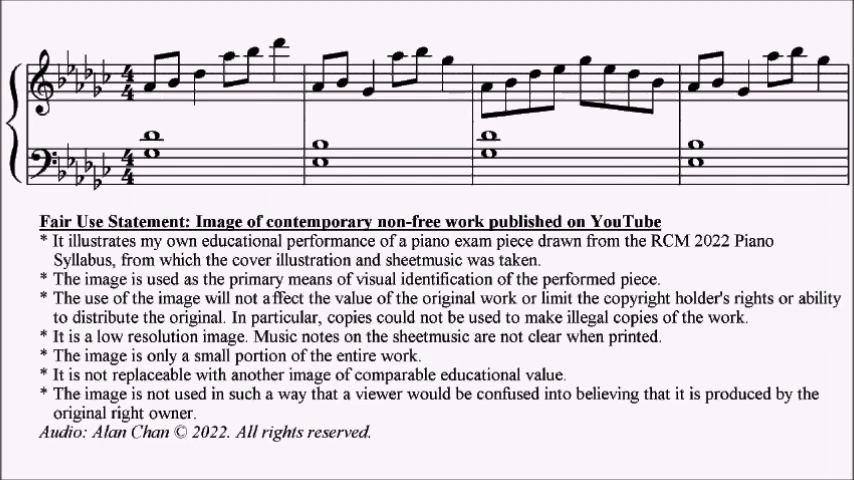 Fair Use Statement: Image of contemporary non-free work published on YouTube
* It illustrates my own educational performance of a piano exam piece drawn from the RCM 2022 Piano
Syllabus, from which the cover illustration and sheetmusic was taken.
* The image is used as the primary means of visual identification of the performed piece.
* The use of the image will not affect the value of the original work or limit the copyright holder's rights or ability
to distribute the original. In particular, copies could not be used to make illegal copies of the work.
* It is a low resolution image. Music notes on the sheetmusic are not clear when printed.
* The image is only a small portion of the entire work.
* It is not replaceable with another image of comparable educational value.
* The image is not used in such a way that a viewer would be confused into believing that it is produced by the
original right owner.
Audio: Alan Chan © 2022. All rights reserved.